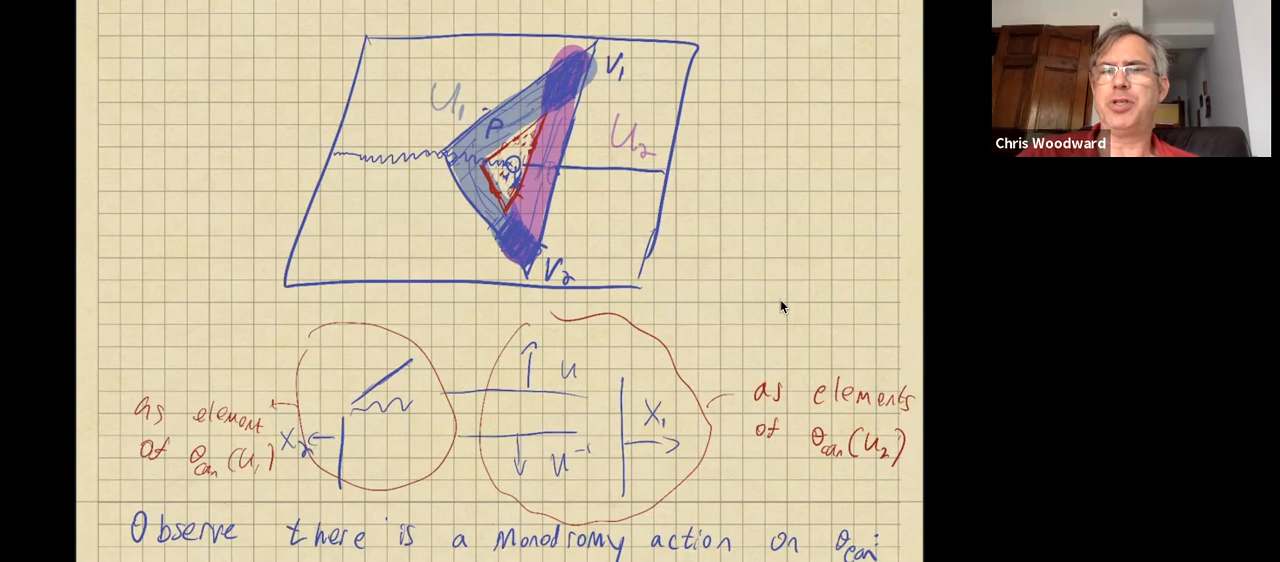 V₁
U₁
P
U₂
V₂
u
as elements
as element
X₁
of θcan(U₂)
of θcan(U₁)
X₂
u⁻¹
Observe there is a monodromy action on θcan:
Chris Woodward